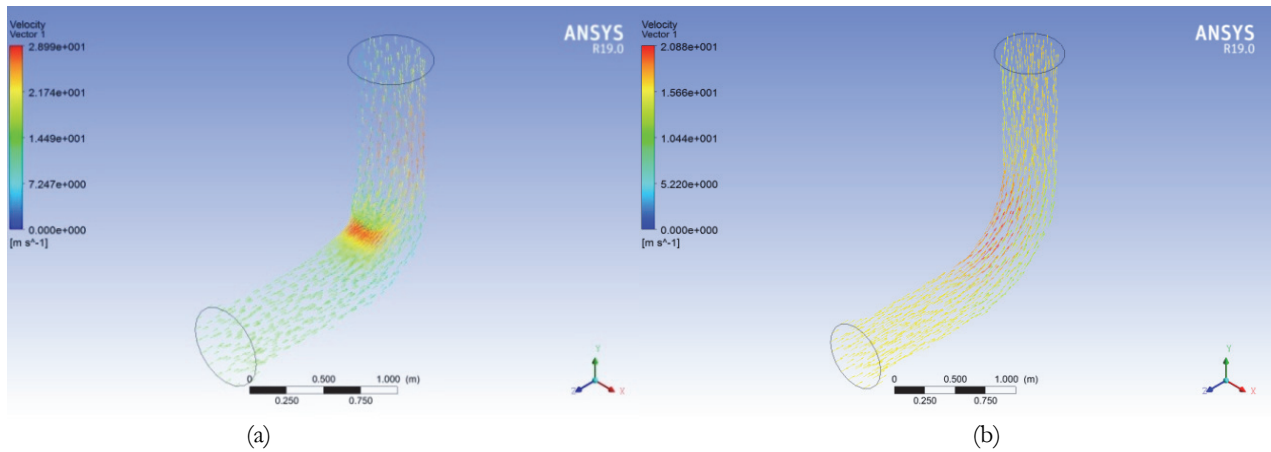 Velocity
Vector 1
2.899e+001
2.174e+001
1.449e+001
7.247e+000
0.000e+000
[m s^-1]
ANSYS
R19.0
0 0.500 1.000 (m)
0.250 0.750
Y
Z X
(a)
Velocity
Vector 1
2.088e+001
1.566e+001
1.044e+001
5.220e+000
0.000e+000
[m s^-1]
ANSYS
R19.0
0 0.500 1.000 (m)
0.250 0.750
Y
Z X
(b)